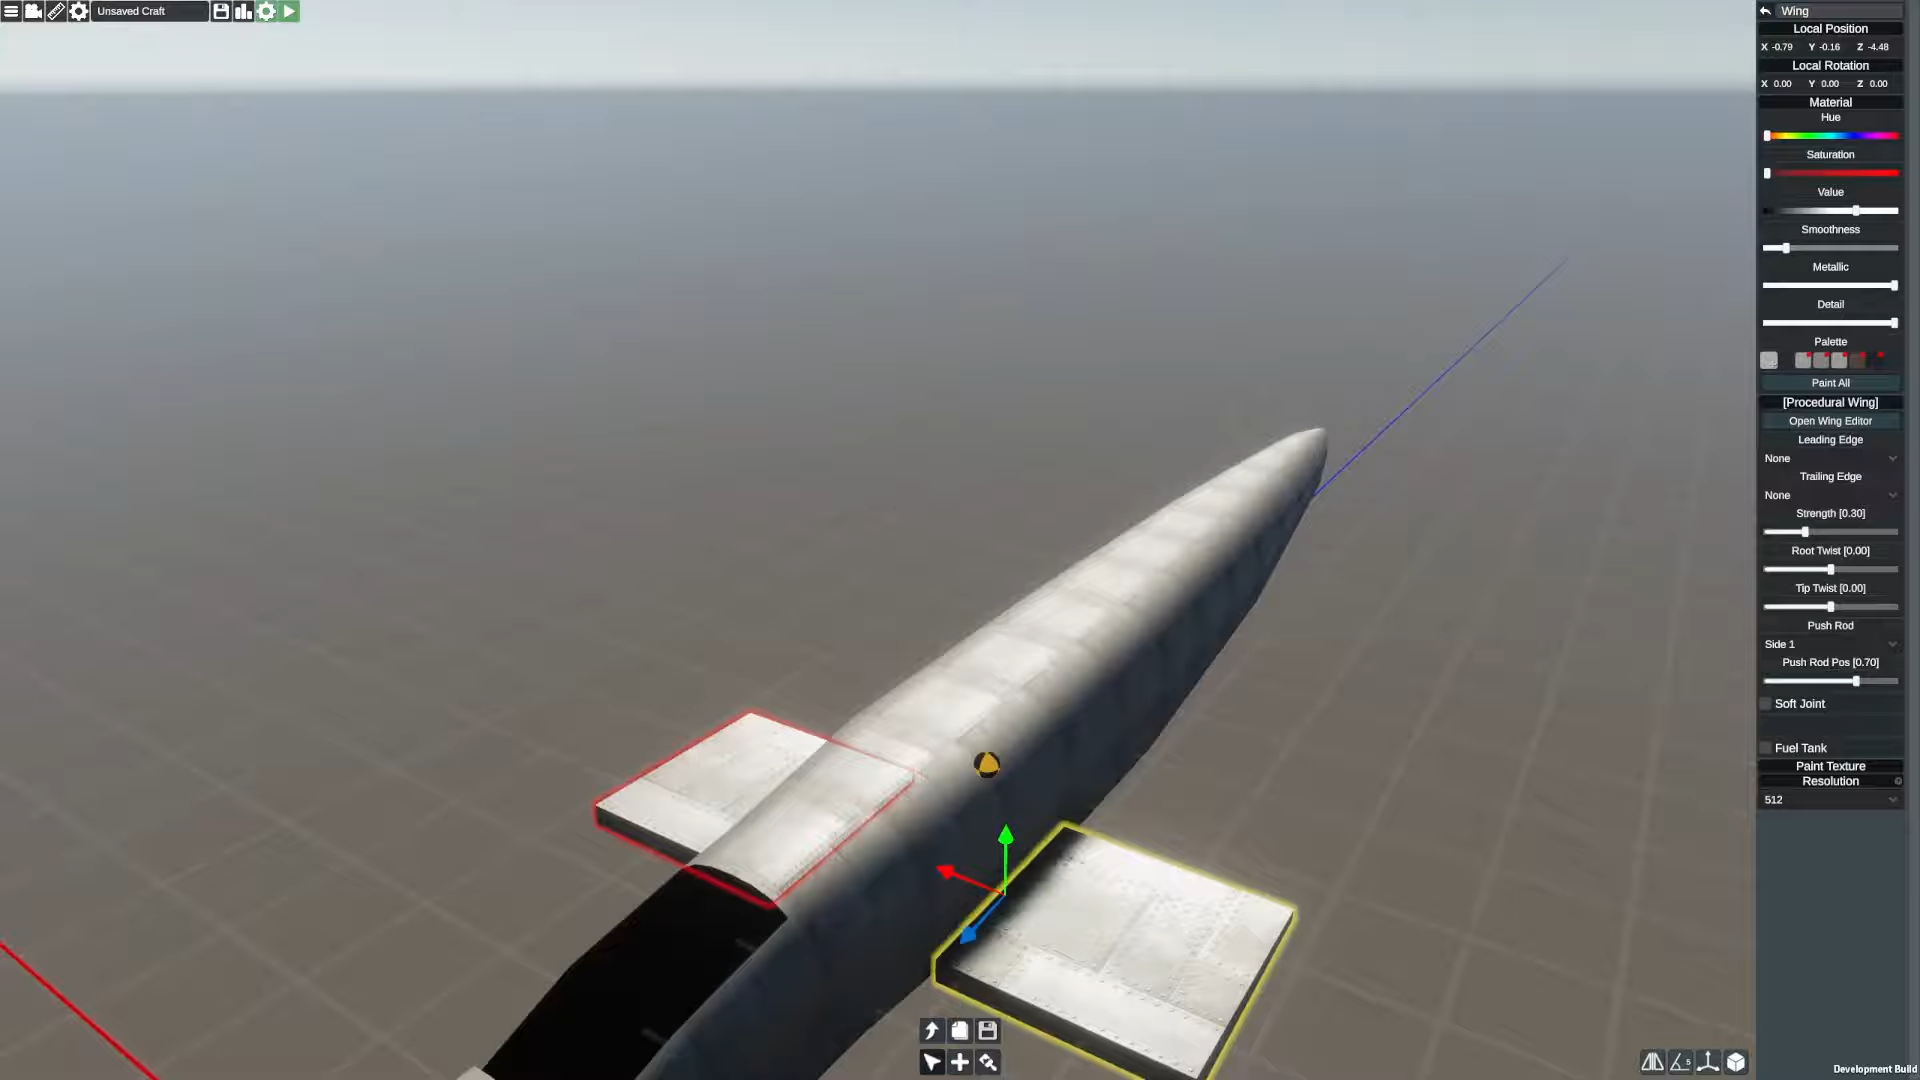 Unsaved Craft
Wing
Local Position
X -0.79 Y -0.16 Z -4.48
Local Rotation
X 0.00 Y 0.00 Z 0.00
Material
Hue
Saturation
Value
Smoothness
Metallic
Detail
Palette
Paint All
[Procedural Wing]
Open Wing Editor
Leading Edge
None
Trailing Edge
None
Strength [0.30]
Root Twist [0.00]
Tip Twist [0.00]
Push Rod
Side 1
Push Rod Pos [0.70]
Soft Joint
Fuel Tank
Paint Texture
Resolution
512
5
Development Build